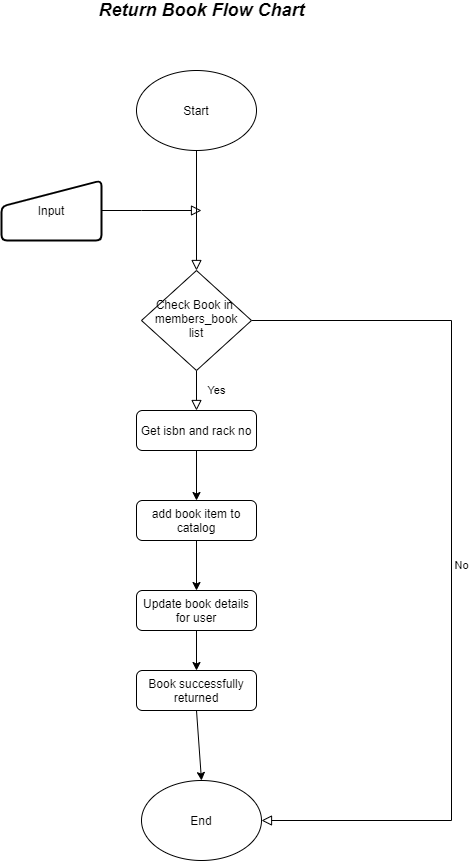 Return Book Flow Chart
Start
Input
Check Book in
members_book
list
Yes
Get isbn and rack no
add book item to
catalog
No
Update book details
for user
Book successfully
returned
End